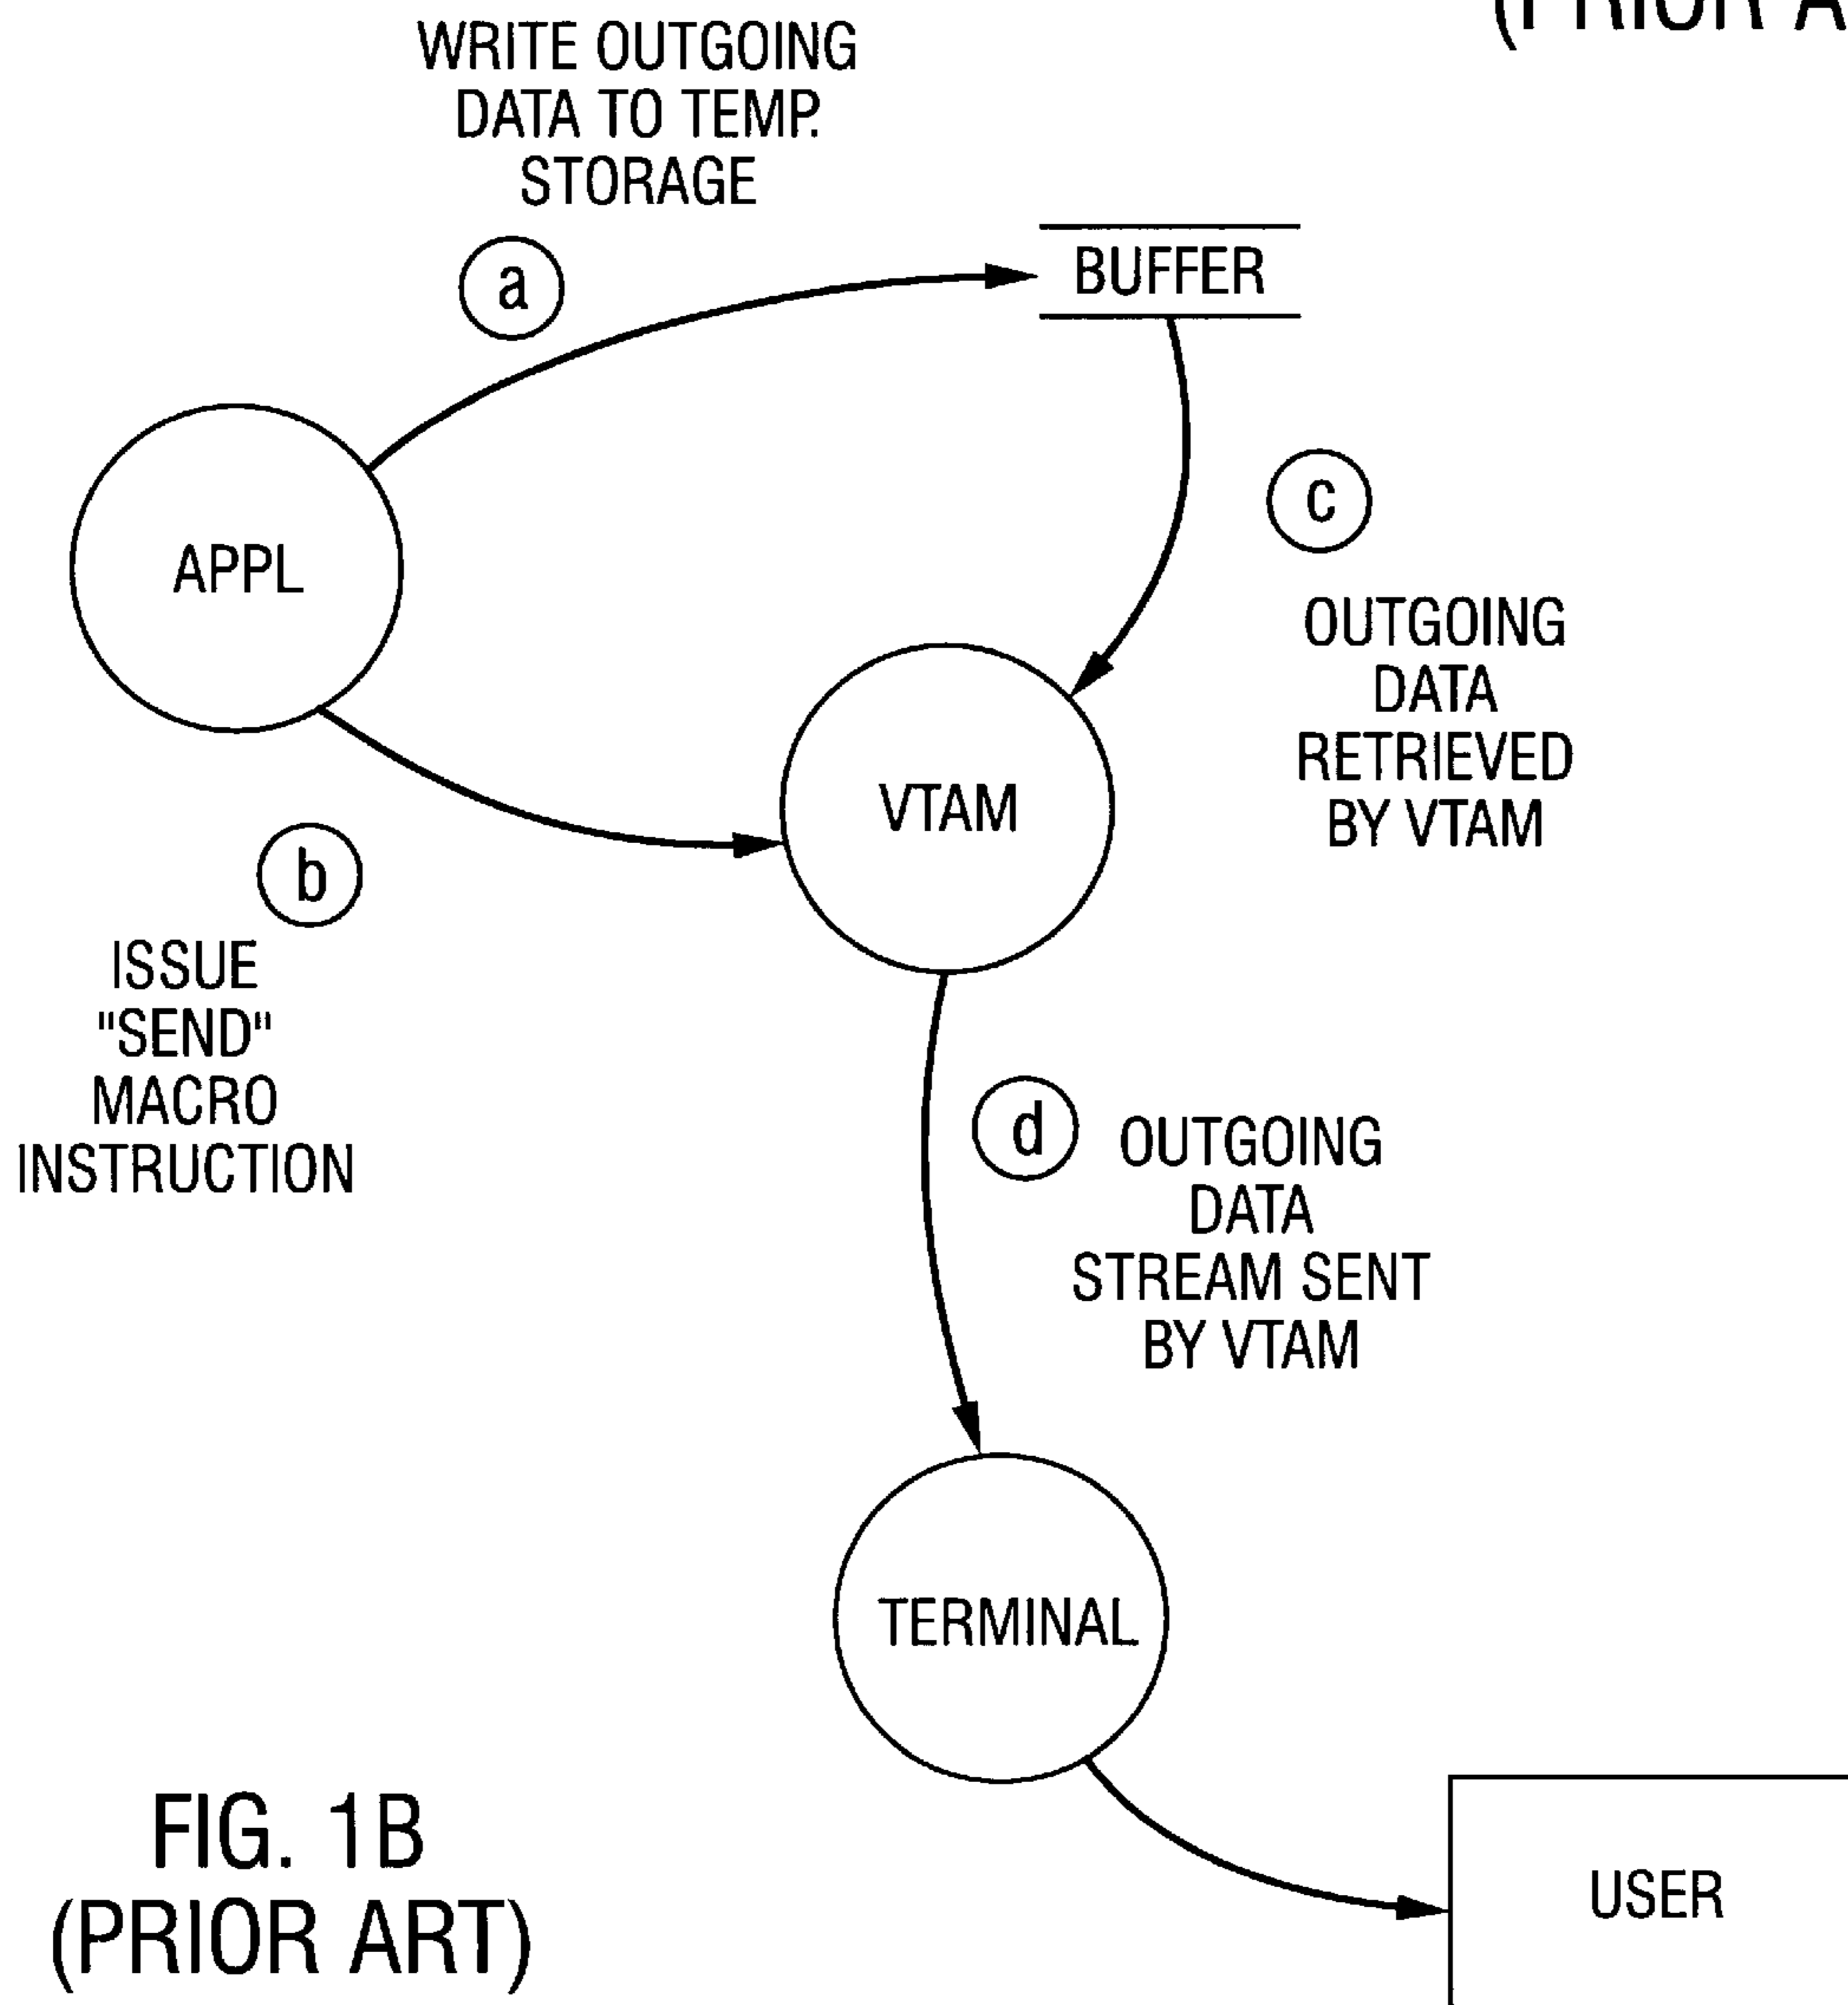 (PRIOR A
WRITE OUTGOING
DATA TO TEMP.
STORAGE
a
BUFFER
c
APPL
OUTGOING
DATA
RETRIEVED
BY VTAM
VTAM
b
ISSUE
"SEND"
MACRO
INSTRUCTION
d
OUTGOING
DATA
STREAM SENT
BY VTAM
TERMINAL
USER
FIG. 1B
(PRIOR ART)